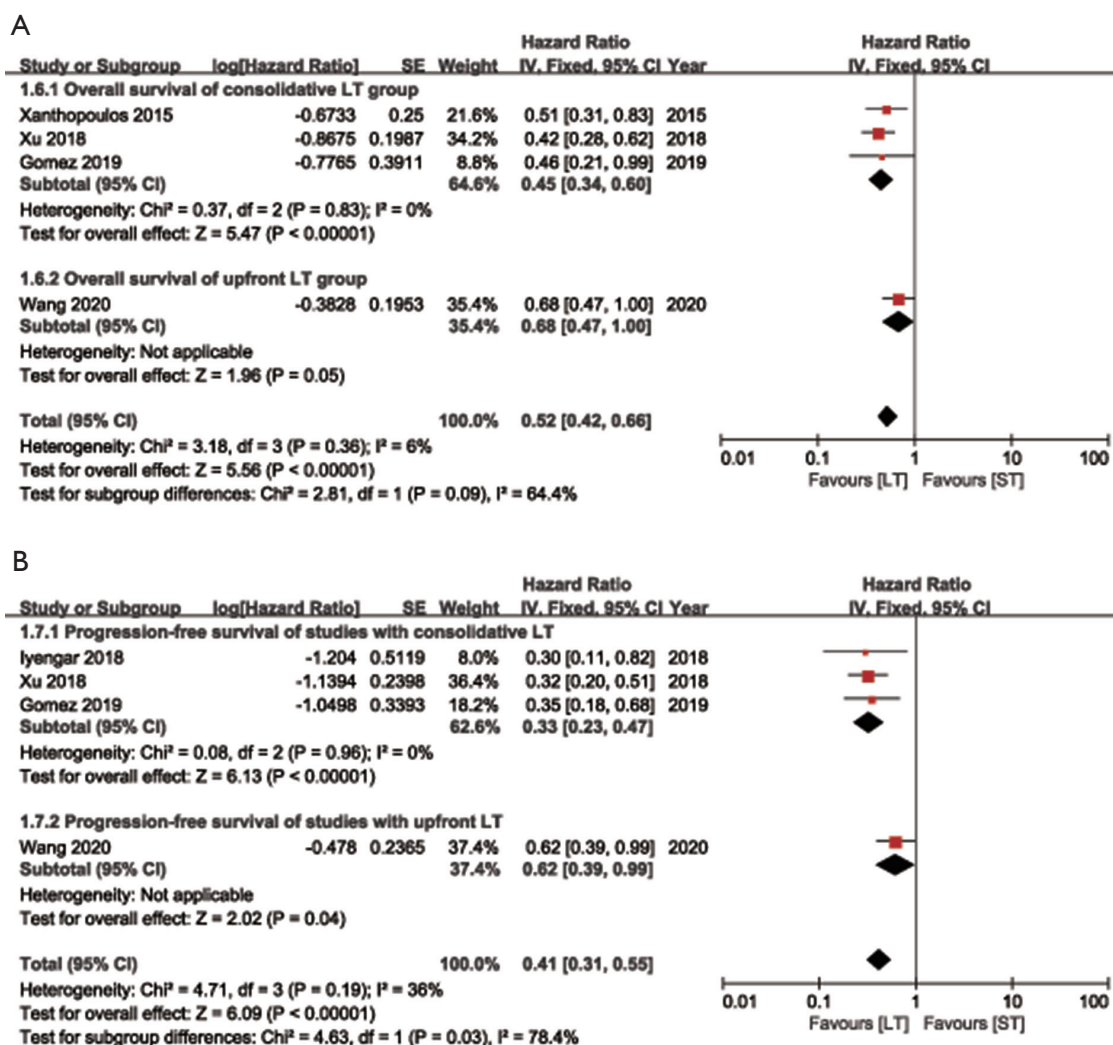 A
Hazard Ratio Hazard Ratio
Study or Subgroup log[Hazard Ratio] SE Weight IV, Fixed, 95% CI Year IV, Fixed, 95% CI
1.6.1 Overall survival of consolidative LT group
Xanthopoulos 2015 -0.6733 0.25 21.6% 0.51 [0.31, 0.83] 2015
Xu 2018 -0.8675 0.1987 34.2% 0.42 [0.28, 0.62] 2018
Gomez 2019 -0.7765 0.3911 8.8% 0.46 [0.21, 0.99] 2019
Subtotal (95% CI) 64.6% 0.45 [0.34, 0.60]
Heterogeneity: Chi² = 0.37, df = 2 (P = 0.83); I² = 0%
Test for overall effect: Z = 5.47 (P < 0.00001)
1.6.2 Overall survival of upfront LT group
Wang 2020 -0.3828 0.1953 35.4% 0.68 [0.47, 1.00] 2020
Subtotal (95% CI) 35.4% 0.68 [0.47, 1.00]
Heterogeneity: Not applicable
Test for overall effect: Z = 1.96 (P = 0.05)
Total (95% CI) 100.0% 0.52 [0.42, 0.66]
Heterogeneity: Chi² = 3.18, df = 3 (P = 0.36); I² = 6%
Test for overall effect: Z = 5.56 (P < 0.00001)
Test for subgroup differences: Chi² = 2.81, df = 1 (P = 0.09), I² = 64.4%
0.01 0.1 1 10 100
Favours [LT] Favours [ST]
B
Hazard Ratio Hazard Ratio
Study or Subgroup log[Hazard Ratio] SE Weight IV, Fixed, 95% CI Year IV, Fixed, 95% CI
1.7.1 Progression-free survival of studies with consolidative LT
Iyengar 2018 -1.204 0.5119 8.0% 0.30 [0.11, 0.82] 2018
Xu 2018 -1.1394 0.2398 36.4% 0.32 [0.20, 0.51] 2018
Gomez 2019 -1.0498 0.3393 18.2% 0.35 [0.18, 0.68] 2019
Subtotal (95% CI) 62.6% 0.33 [0.23, 0.47]
Heterogeneity: Chi² = 0.08, df = 2 (P = 0.96); I² = 0%
Test for overall effect: Z = 6.13 (P < 0.00001)
1.7.2 Progression-free survival of studies with upfront LT
Wang 2020 -0.478 0.2365 37.4% 0.62 [0.39, 0.99] 2020
Subtotal (95% CI) 37.4% 0.62 [0.39, 0.99]
Heterogeneity: Not applicable
Test for overall effect: Z = 2.02 (P = 0.04)
Total (95% CI) 100.0% 0.41 [0.31, 0.55]
Heterogeneity: Chi² = 4.71, df = 3 (P = 0.19); I² = 36%
Test for overall effect: Z = 6.09 (P < 0.00001)
Test for subgroup differences: Chi² = 4.63, df = 1 (P = 0.03), I² = 78.4%
0.01 0.1 1 10 100
Favours [LT] Favours [ST]